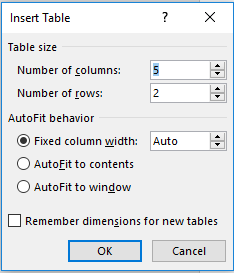 Insert Table
Table size
Number of columns: 5
Number of rows: 2
AutoFit behavior
Fixed column width: Auto
AutoFit to contents
AutoFit to window
Remember dimensions for new tables
OK Cancel